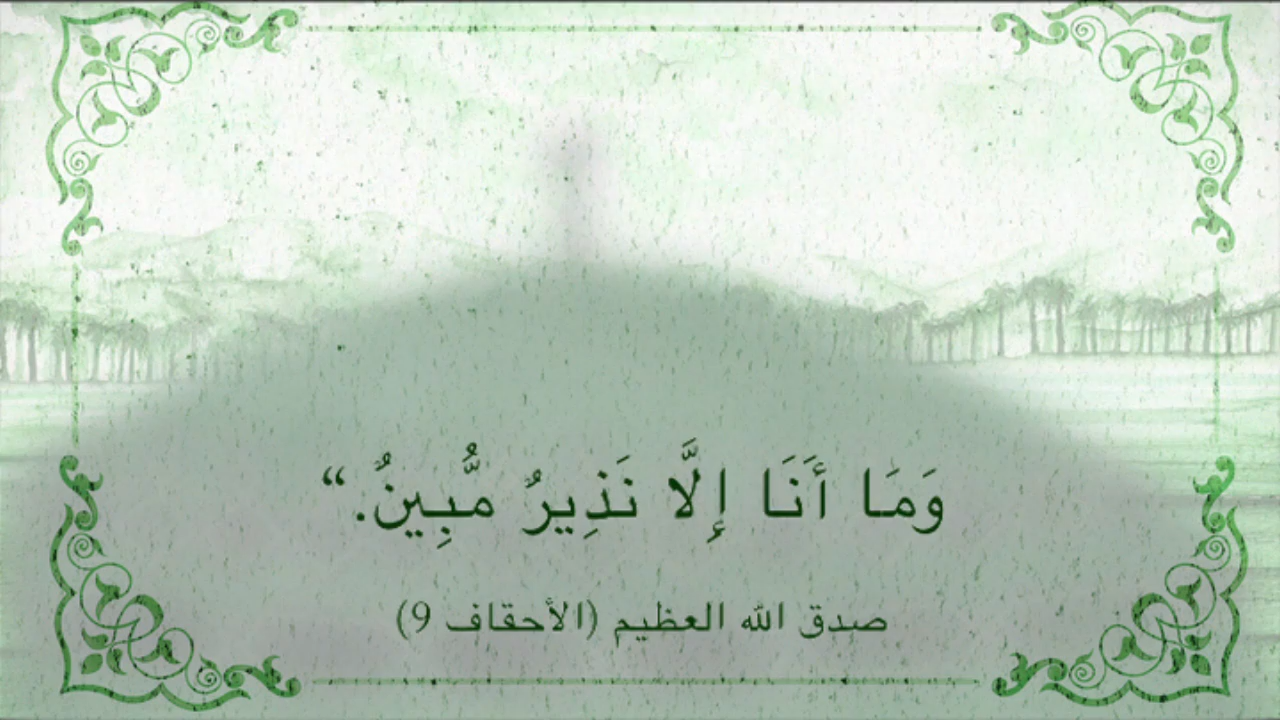 وَمَا أَنَا إِلَّا نَذِيرٌ مُّبِينٌ.“
صدق الله العظيم (الأحقاف 9)